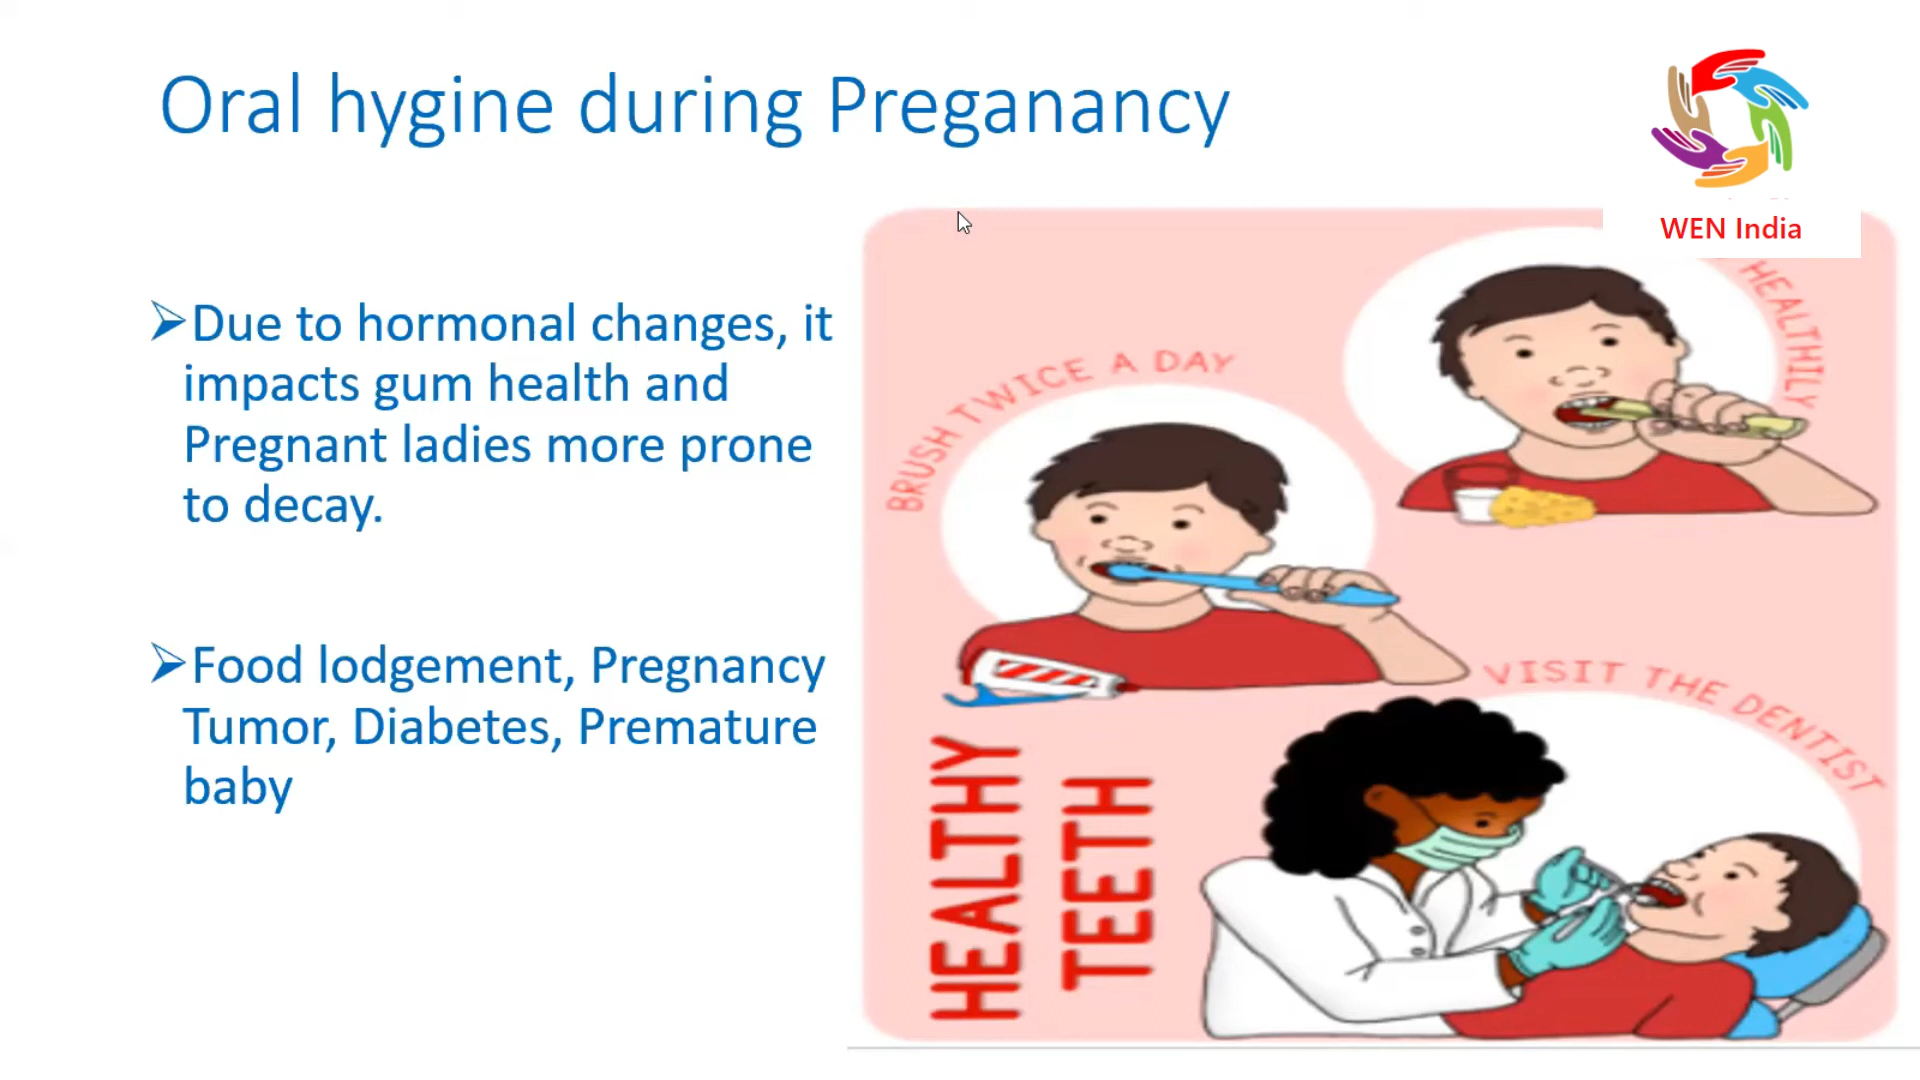 Oral hygine during Preganancy
WEN India
➢Due to hormonal changes, it
impacts gum health and
Pregnant ladies more prone
to decay.
➢Food lodgement, Pregnancy
Tumor, Diabetes, Premature
baby
HEALTHILY
BRUSH TWICE A DAY
VISIT THE DENTIST
HEALTHY
TEETH